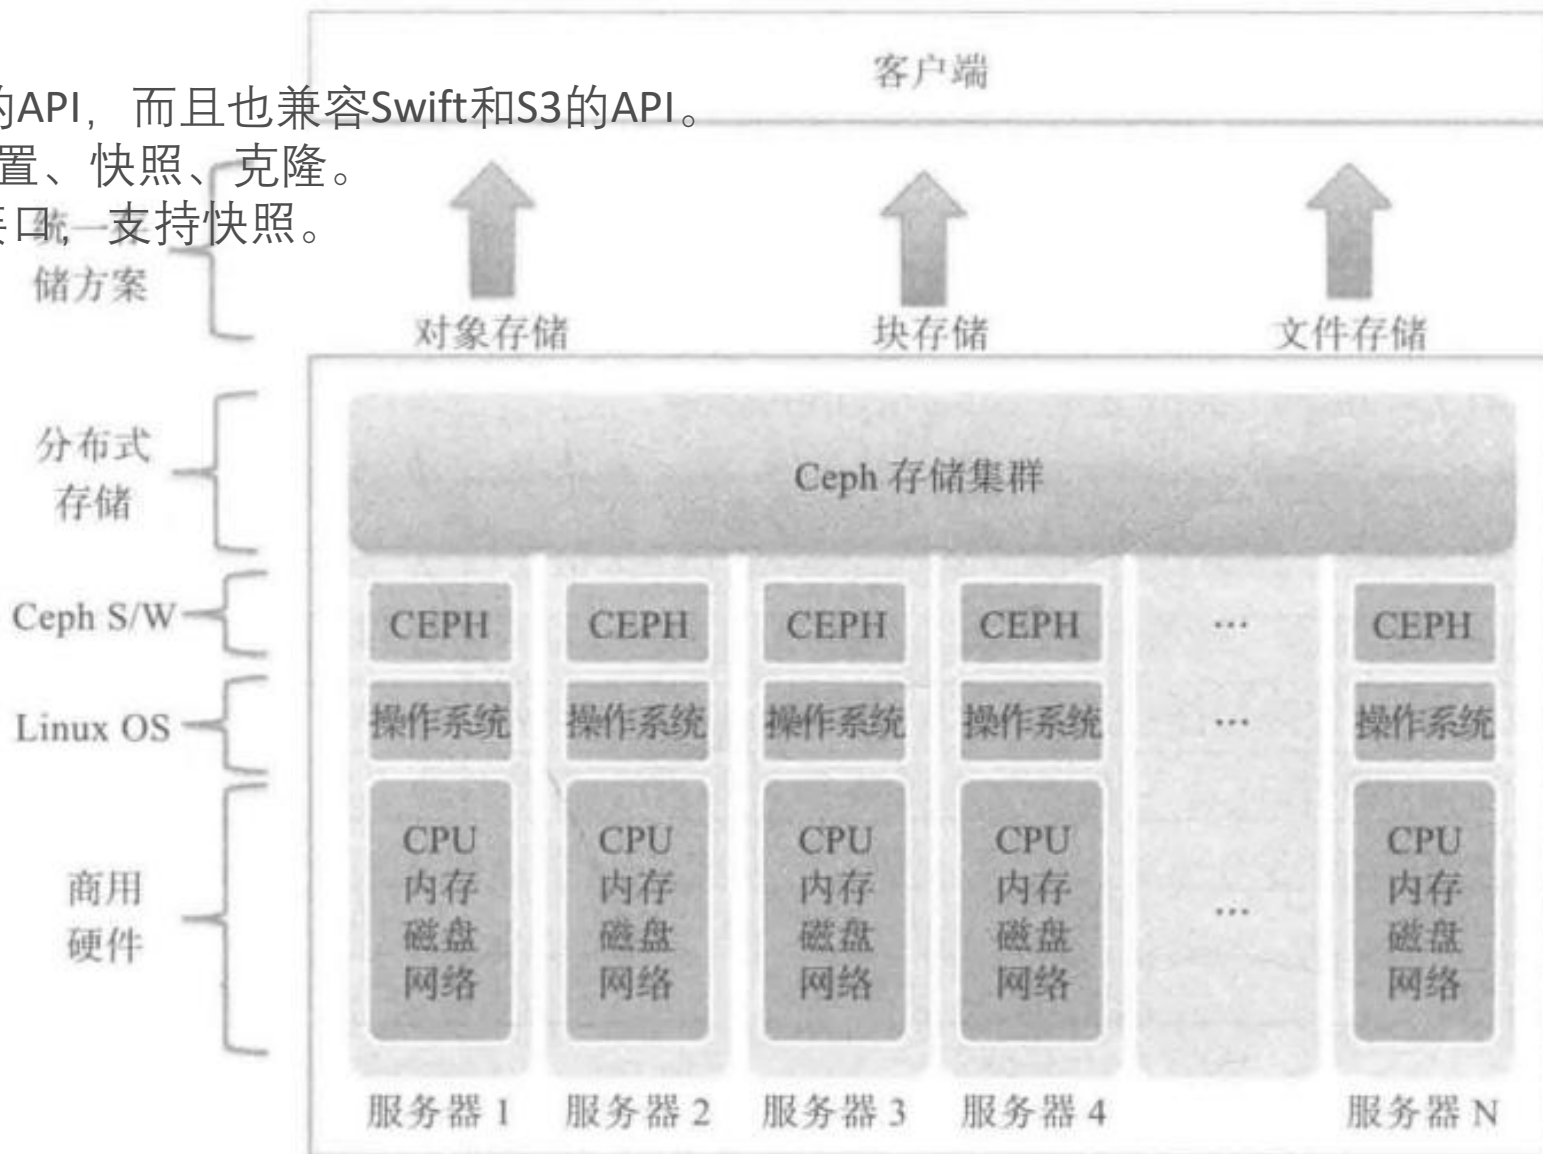 客户端
的API，而且也兼容Swift和S3的API。
置、快照、克隆。
接口，支持快照。
统一存
储方案
对象存储 块存储 文件存储
分布式
存储
Ceph 存储集群
Ceph S/W
CEPH CEPH CEPH CEPH ... CEPH
Linux OS
操作系统 操作系统 操作系统 操作系统 ... 操作系统
商用
硬件
CPU CPU CPU CPU CPU
内存 内存 内存 内存 内存
磁盘 磁盘 磁盘 磁盘 ... 磁盘
网络 网络 网络 网络 网络
服务器 1 服务器 2 服务器 3 服务器 4 服务器 N